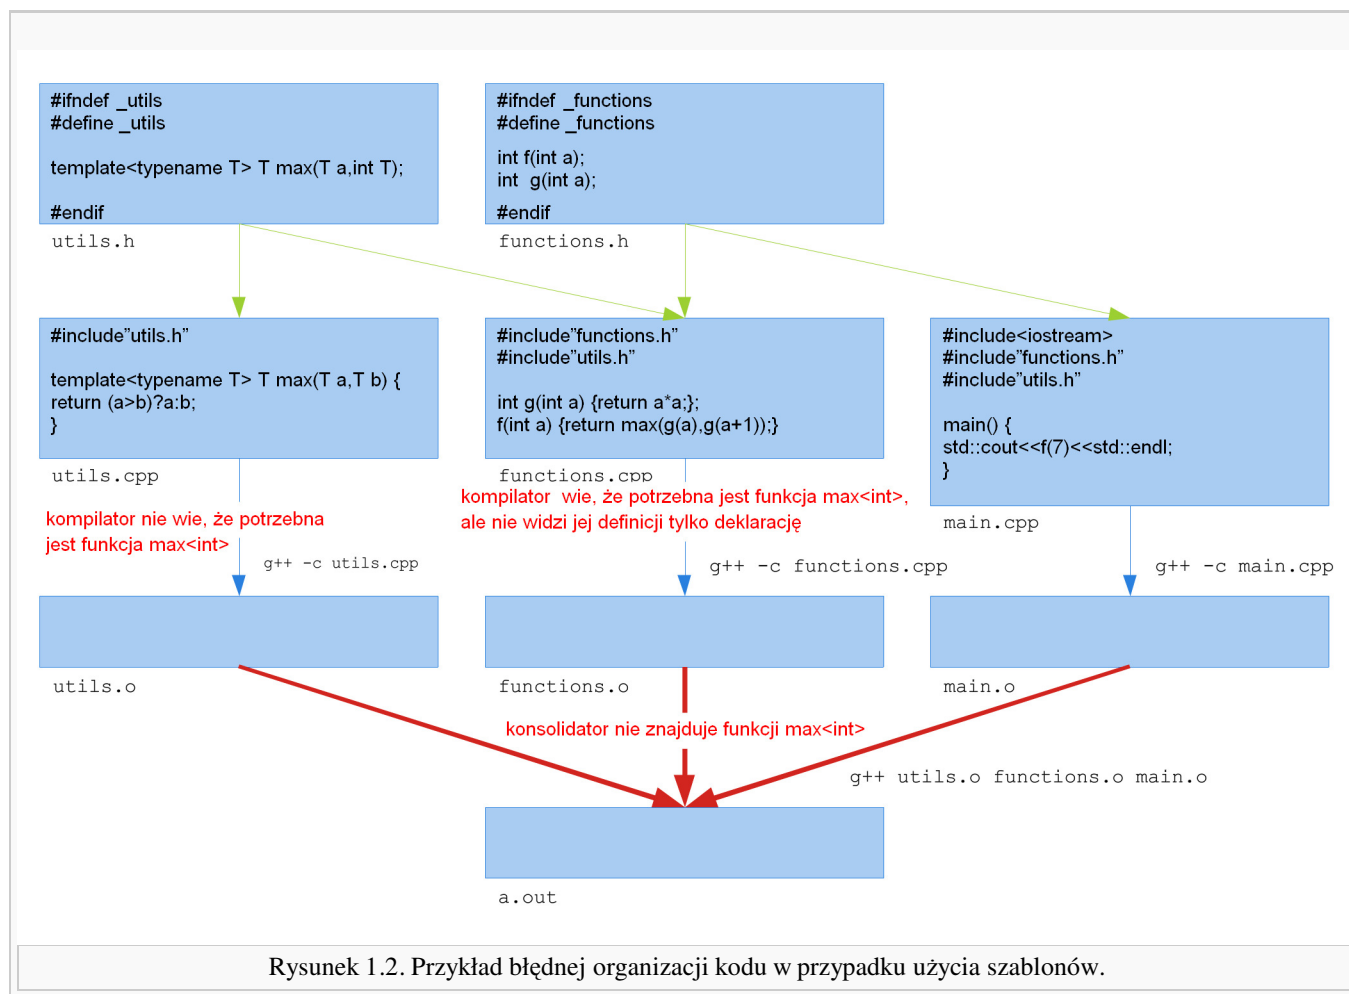 #ifndef _utils
#define _utils
template<typename T> T max(T a,int T);
#endif
utils.h
#ifndef _functions
#define _functions
int f(int a);
int  g(int a);
#endif
functions.h
#include"utils.h”
template<typename T> T max(T a,T b) {
return (a>b)?a:b;
}
utils.cpp
#include”functions.h”
#include”utils.h”
int g(int a) {return a*a;};
f(int a) {return max(g(a),g(a+1));}
functions.cpp
#include<iostream>
#include”functions.h”
#include”utils.h”
main() {
std::cout<<f(7)<<std::endl;
}
main.cpp
kompilator nie wie, że potrzebna
jest funkcja max<int>
kompilator  wie, że potrzebna jest funkcja max<int>,
ale nie widzi jej definicji tylko deklarację
g++ -c utils.cpp
g++ -c functions.cpp
g++ -c main.cpp
utils.o
functions.o
main.o
konsolidator nie znajduje funkcji max<int>
g++ utils.o functions.o main.o
a.out
Rysunek 1.2. Przykład błędnej organizacji kodu w przypadku użycia szablonów.